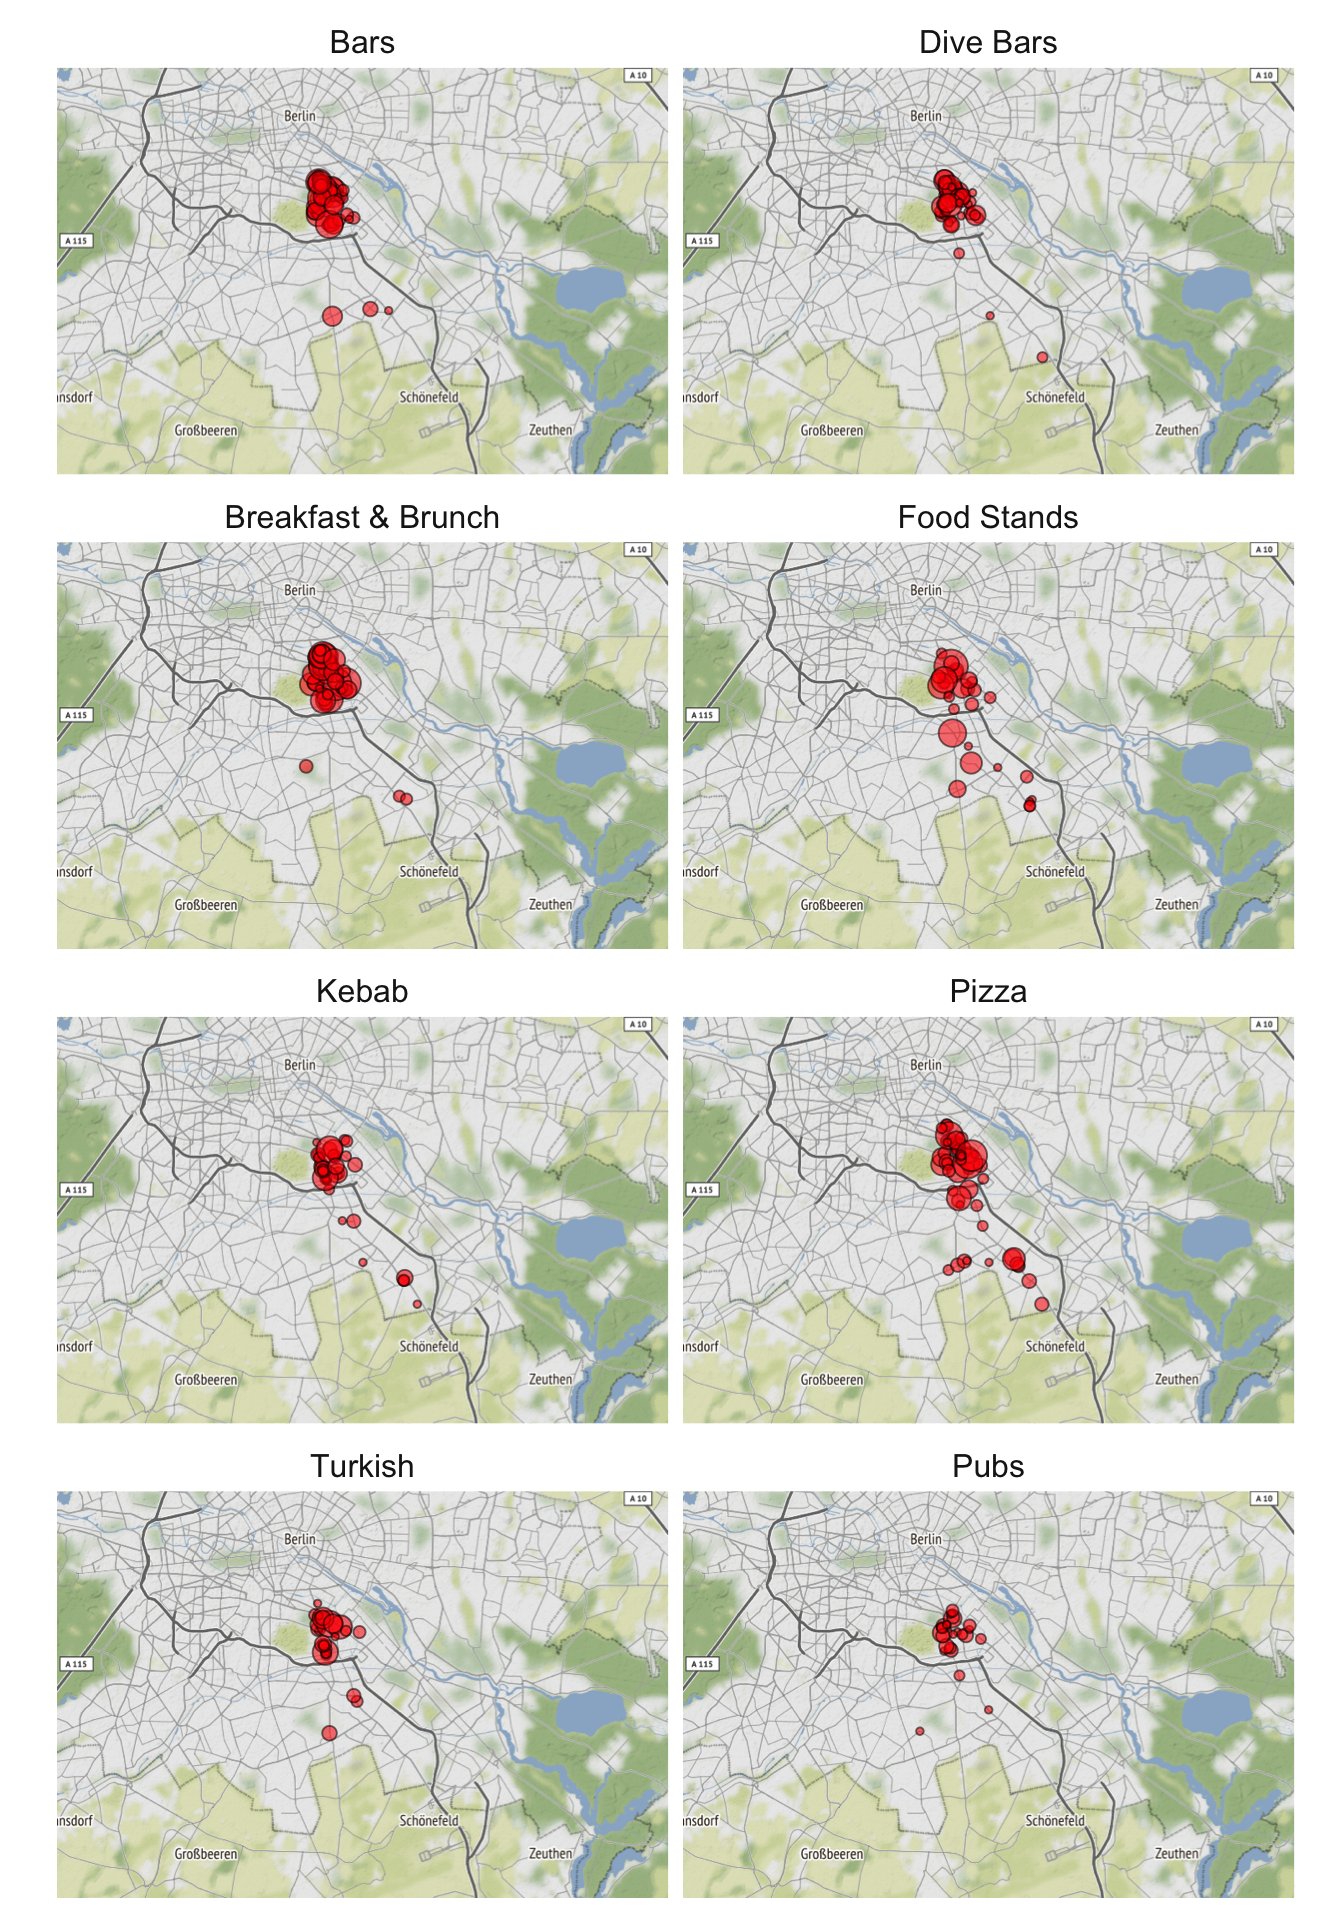 Bars
Dive Bars
A 10
Berlin
A 115
nsdorf
Schönefeld
Großbeeren
Zeuthen
A 10
Berlin
A 115
nsdorf
Schönefeld
Großbeeren
Zeuthen
Breakfast & Brunch
Food Stands
A 10
Berlin
A 115
nsdorf
Schönefeld
Großbeeren
Zeuthen
A 10
Berlin
A 115
nsdorf
Schönefeld
Großbeeren
Zeuthen
Kebab
Pizza
A 10
Berlin
A 115
nsdorf
Schönefeld
Großbeeren
Zeuthen
A 10
Berlin
A 115
nsdorf
Schönefeld
Großbeeren
Zeuthen
Turkish
Pubs
A 10
Berlin
A 115
nsdorf
Schönefeld
Großbeeren
Zeuthen
A 10
Berlin
A 115
nsdorf
Schönefeld
Großbeeren
Zeuthen